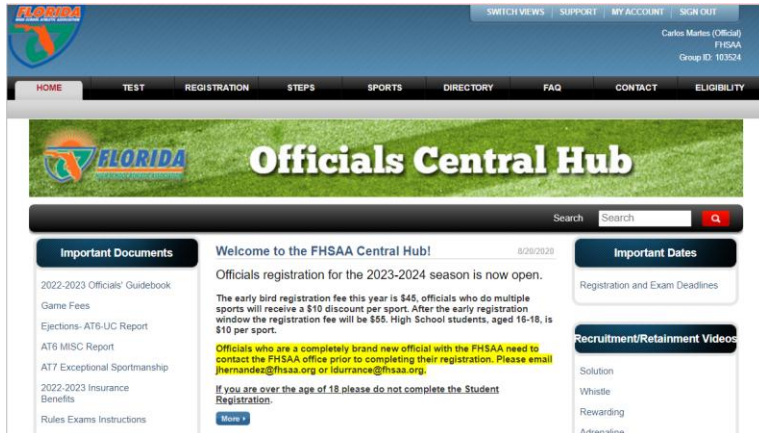 FLORIDA
SWITCH VIEWS SUPPORT MY ACCOUNT SIGN OUT
Carlos Martes (Official)
FHSAA
Group ID: 103524
HOME TEST REGISTRATION STEPS SPORTS DIRECTORY FAQ CONTACT ELIGIBILITY
FLORIDA
Officials Central Hub
Search Search
Important Documents
2022-2023 Officials' Guidebook
Game Fees
Ejections- AT6-UC Report
AT6 MISC Report
AT7 Exceptional Sportmanship
2022-2023 Insurance
Benefits
Rules Exams Instructions
Welcome to the FHSAA Central Hub! 8/20/2020
Officials registration for the 2023-2024 season is now open.
The early bird registration fee this year is $45, officials who do multiple
sports will receive a $10 discount per sport. After the early registration
window the registration fee will be $55. High School students, aged 16-18, is
$10 per sport.
Officials who are a completely brand new official with the FHSAA need to
contact the FHSAA office prior to completing their registration. Please email
jhernandez@fhsaa.org or ldurrance@fhsaa.org.
If you are over the age of 18 please do not complete the Student
Registration.
More
Important Dates
Registration and Exam Deadlines
Recruitment/Retainment Videos
Solution
Whistle
Rewarding
Adrenaline